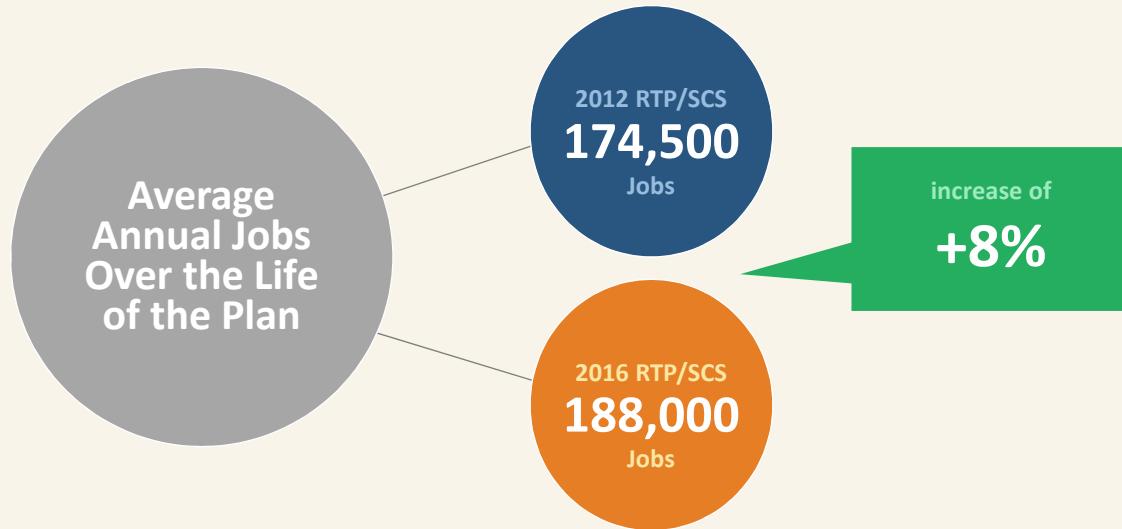 Average
Annual Jobs
Over the Life
of the Plan
2012 RTP/SCS
174,500
Jobs
2016 RTP/SCS
188,000
Jobs
increase of
+8%